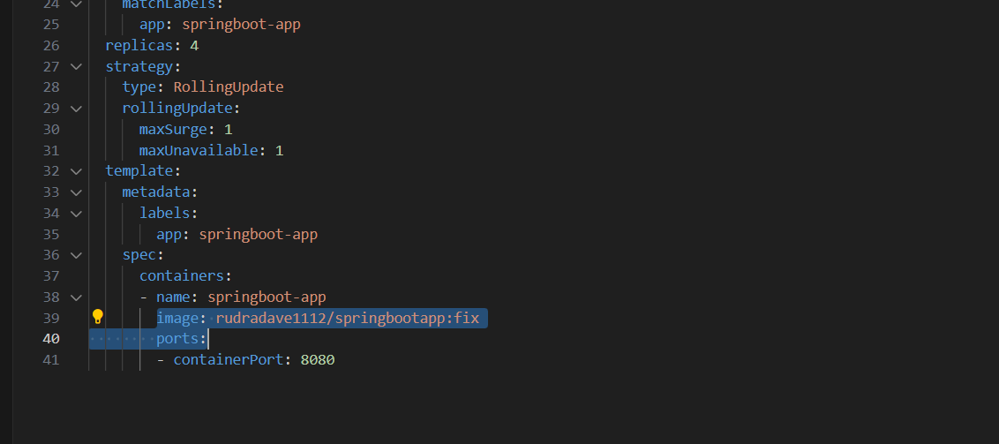 24 matchLabels:
25 app: springboot-app
26 replicas: 4
27 strategy:
28 type: RollingUpdate
29 rollingUpdate:
30 maxSurge: 1
31 maxUnavailable: 1
32 template:
33 metadata:
34 labels:
35 app: springboot-app
36 spec:
37 containers:
38 - name: springboot-app
39 image: rudradave1112/springbootapp:fix
40 ports:
41 - containerPort: 8080